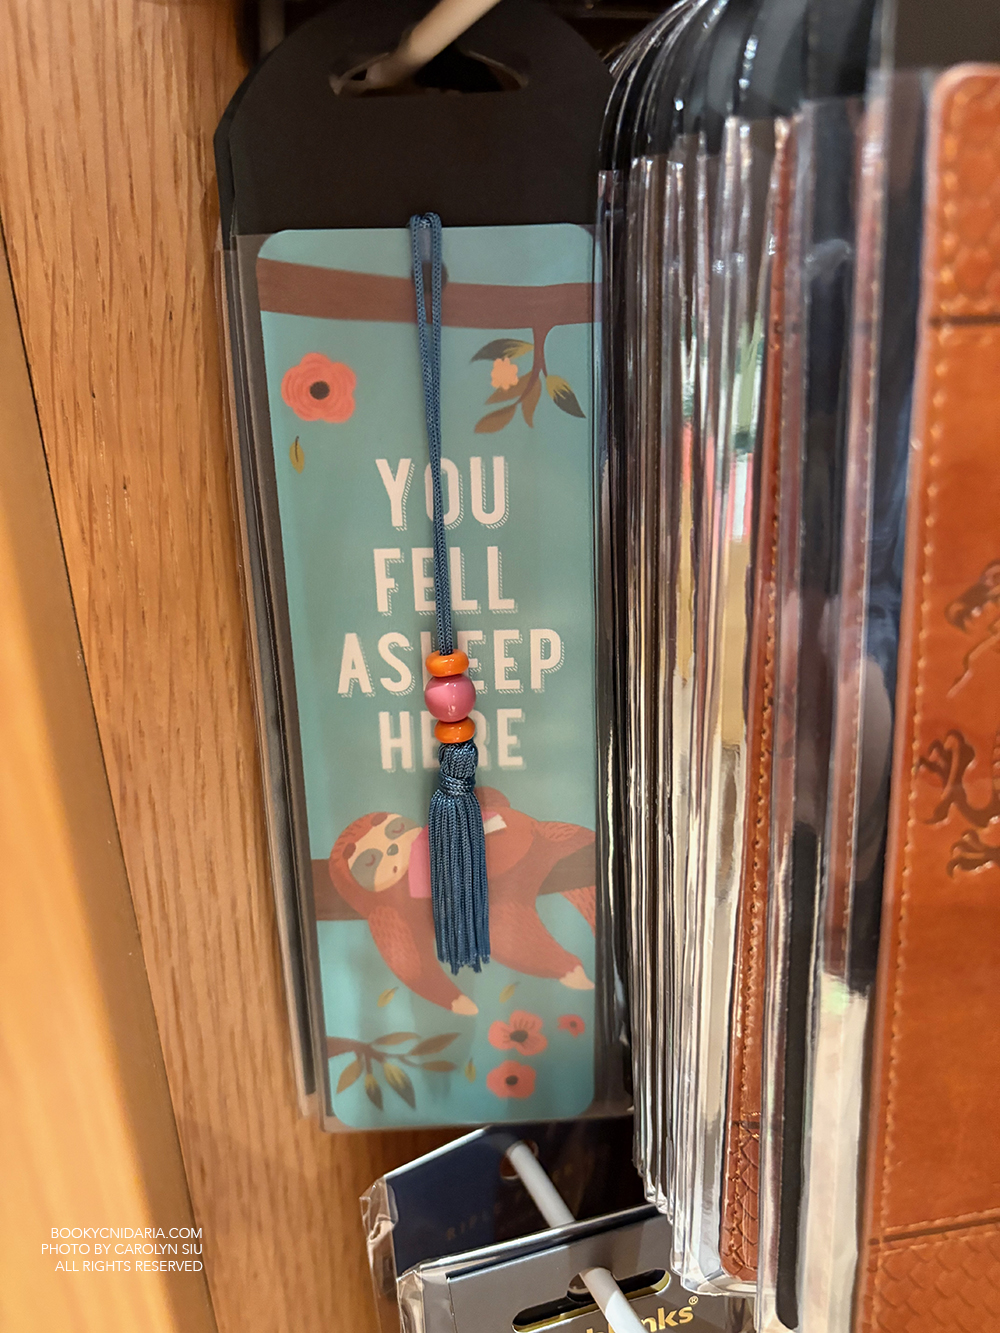 YOU
FELL
ASLEEP
HERE
BOOKYCNIDARIA.COM
PHOTO BY CAROLYN SIU
ALL RIGHTS RESERVED